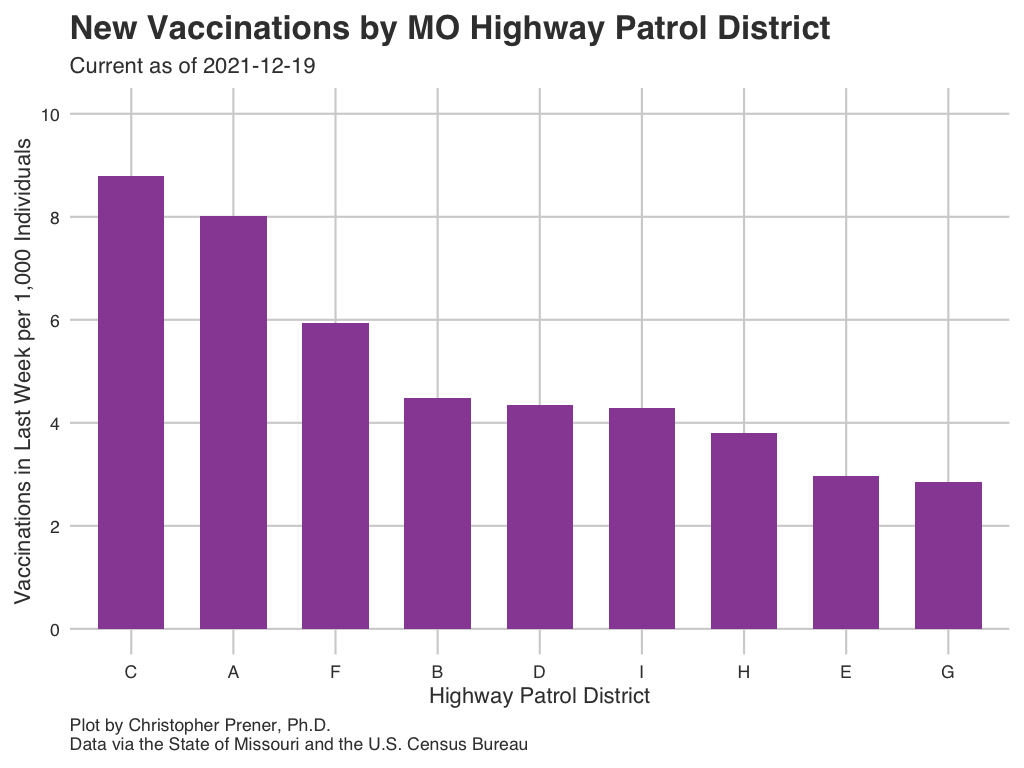 New Vaccinations by MO Highway Patrol District
Current as of 2021-12-19
Vaccinations in Last Week per 1,000 Individuals
10
8
6
4
2
0
C A F B D I H E G
Highway Patrol District
Plot by Christopher Prener, Ph.D.
Data via the State of Missouri and the U.S. Census Bureau